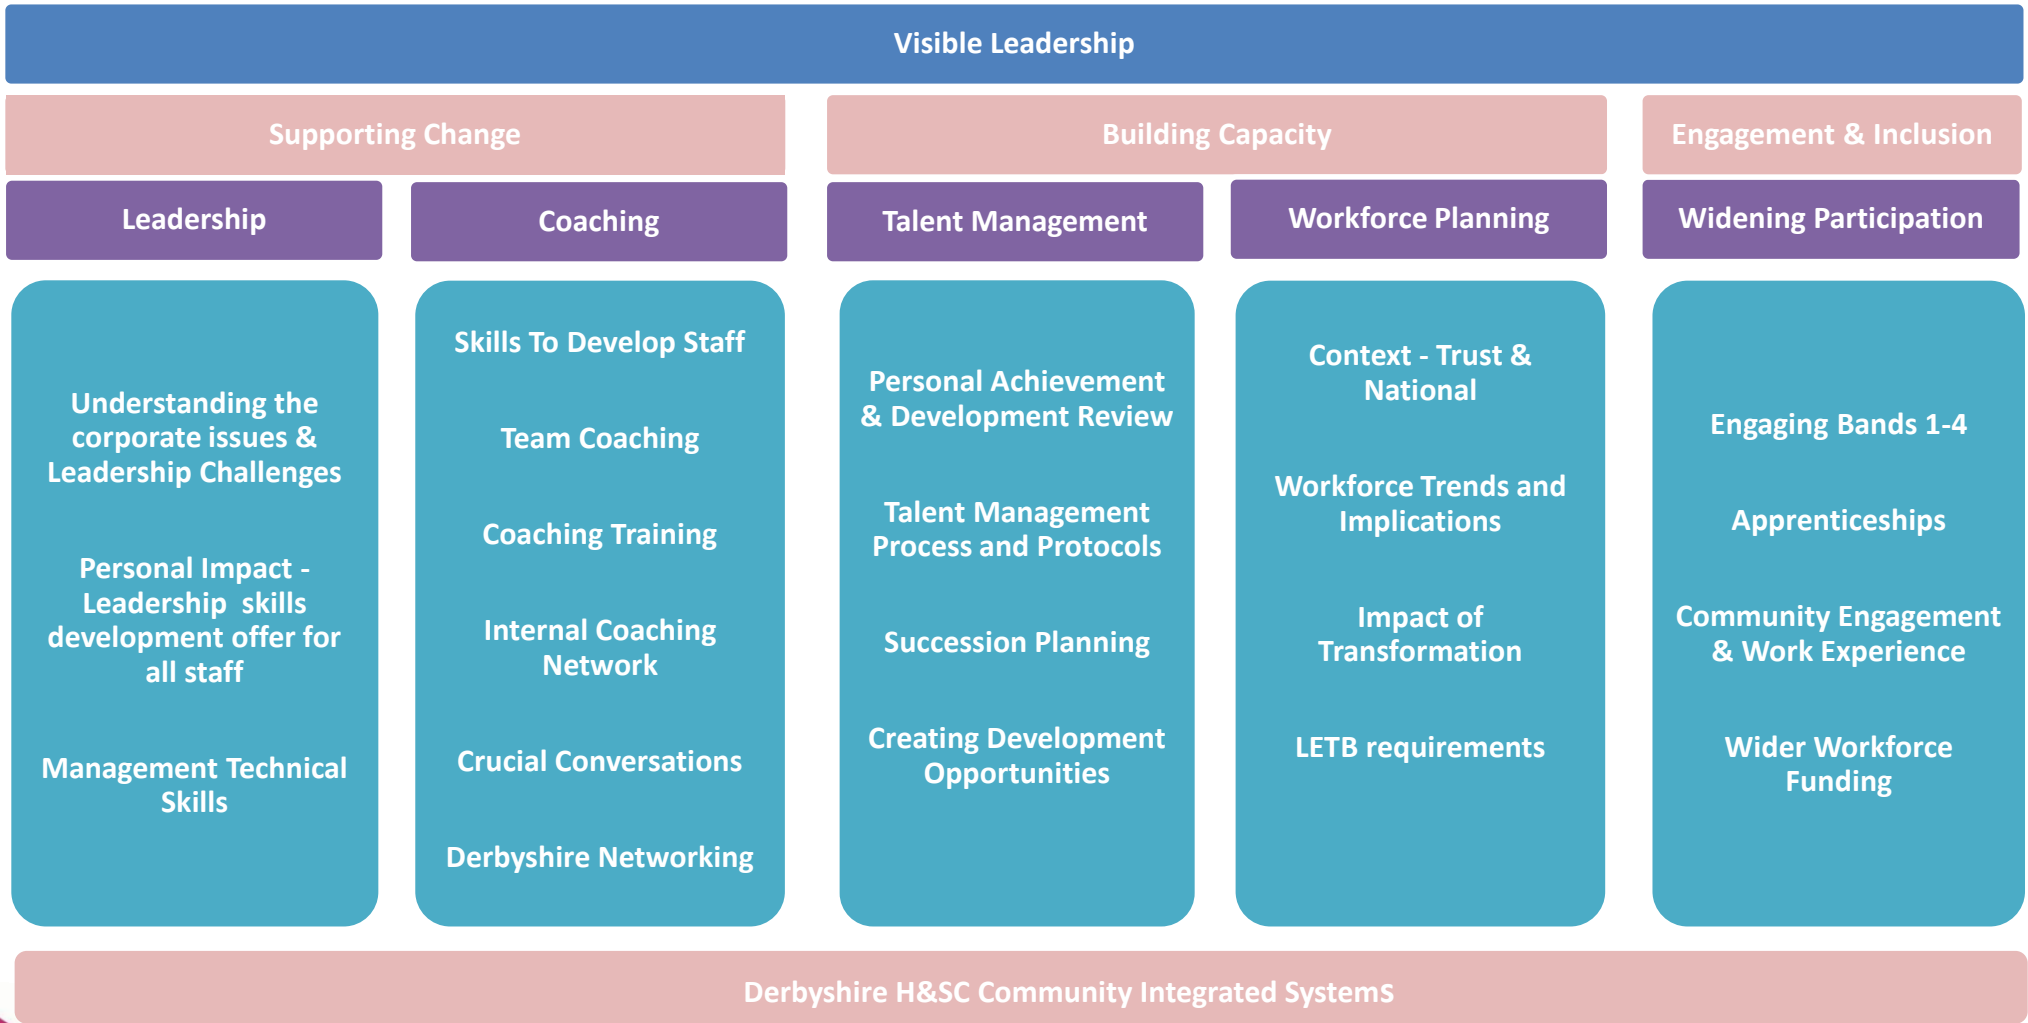 Visible Leadership
Supporting Change
Building Capacity
Engagement & Inclusion
Leadership
Coaching
Talent Management
Workforce Planning
Widening Participation
Understanding the
corporate issues &
Leadership Challenges
Personal Impact -
Leadership  skills
development offer for
all staff
Management Technical
Skills
Skills To Develop Staff
Team Coaching
Coaching Training
Internal Coaching
Network
Crucial Conversations
Derbyshire Networking
Personal Achievement
& Development Review
Talent Management
Process and Protocols
Succession Planning
Creating Development
Opportunities
Context - Trust &
National
Workforce Trends and
Implications
Impact of
Transformation
LETB requirements
Engaging Bands 1-4
Apprenticeships
Community Engagement
& Work Experience
Wider Workforce
Funding
Derbyshire H&SC Community Integrated Systems